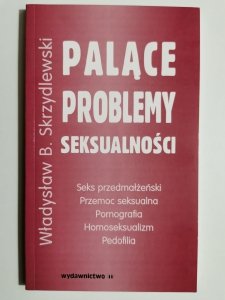 Władysław B. Skrzydlewski
PALĄCE
PROBLEMY
SEKSUALNOŚCI
Seks przedmałżeński
Przemoc seksualna
Pornografia
Homoseksualizm
Pedofilia
wydawnictwo